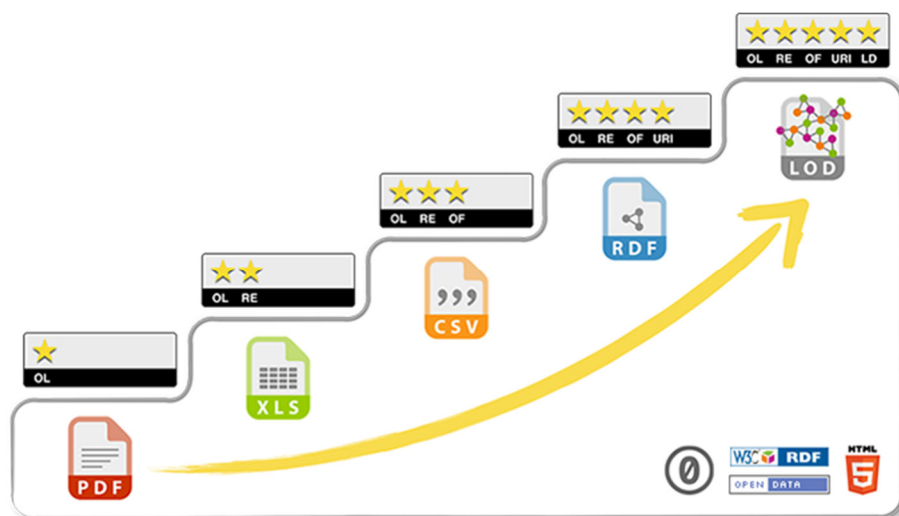 OL RE OF URI LD
LOD
OL RE OF URI
RDF
OL RE OF
CSV
OL RE
XLS
OL
PDF
0
W3C RDF
OPEN DATA
HTML
5